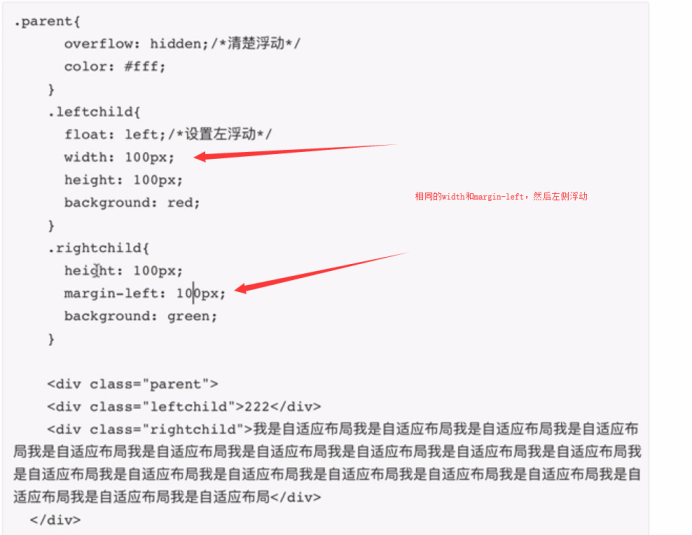 .parent{
overflow: hidden;/*清楚浮动*/
color: #fff;
}
.leftchild{
float: left;/*设置左浮动*/
width: 100px;
height: 100px;
background: red;
}
.rightchild{
height: 100px;
margin-left: 100px;
background: green;
}
相同的width和margin-left，然后左侧浮动
<div class="parent">
<div class="leftchild">222</div>
<div class="rightchild">我是自适应布局我是自适应布局我是自适应布局我是自适应布
局我是自适应布局我是自适应布局我是自适应布局我是自适应布局我是自适应布局我是自适应布局我
是自适应布局我是自适应布局我是自适应布局我是自适应布局我是自适应布局我是自适应布局我是自
适应布局我是自适应布局我是自适应布局</div>
</div>